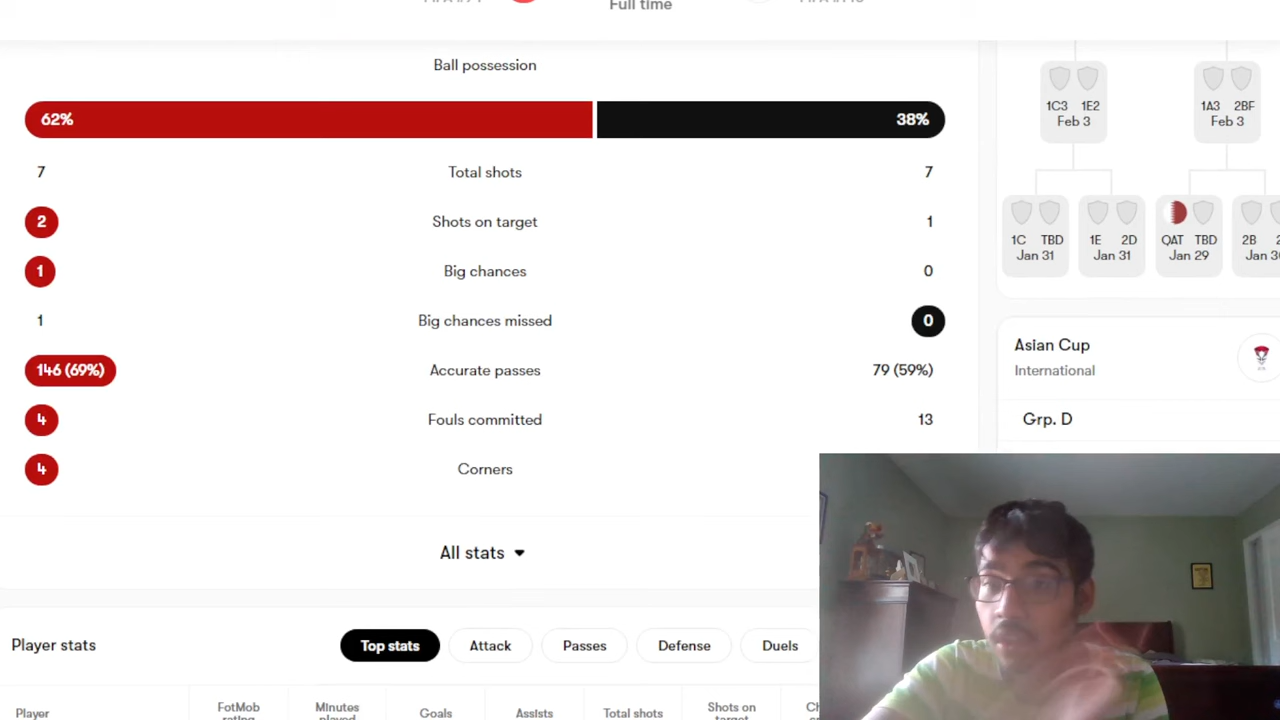 Full time
Ball possession
62% 38%
7 Total shots 7
2 Shots on target 1
1 Big chances 0
1 Big chances missed 0
146 (69%) Accurate passes 79 (59%)
4 Fouls committed 13
4 Corners
All stats
Player stats
Top stats Attack Passes Defense Duels
Player FotMob rating Minutes played Goals Assists Total shots Shots on target
1C3 1E2
Feb 3
1A3 2BF
Feb 3
1C TBD
Jan 31
1E 2D
Jan 31
QAT TBD
Jan 29
2B
Asian Cup
International
Grp. D